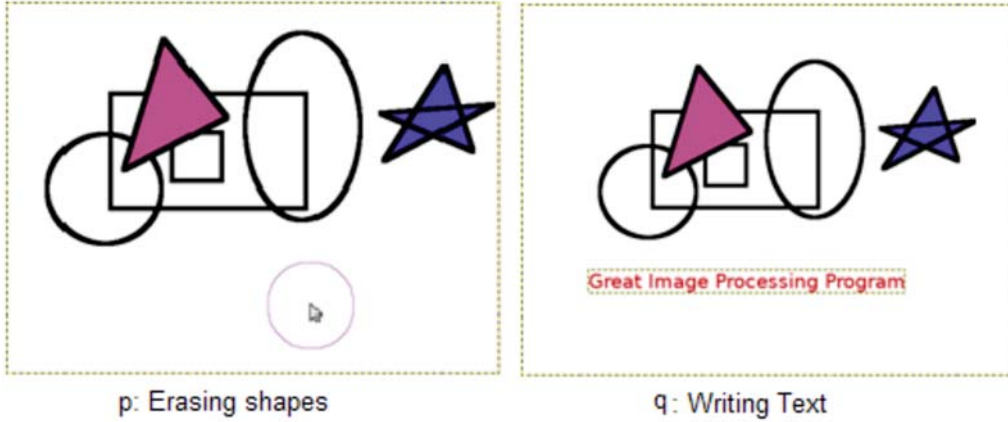 Great Image Processing Program
p: Erasing shapes
q: Writing Text